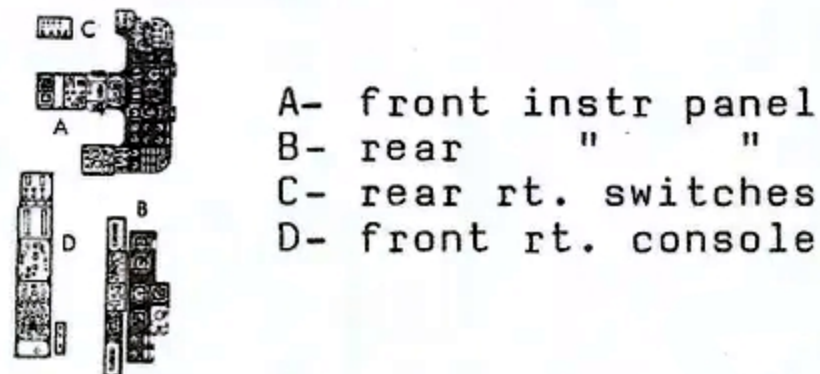 C
A
B
D
A- front instr panel
B- rear " "
C- rear rt. switches
D- front rt. console